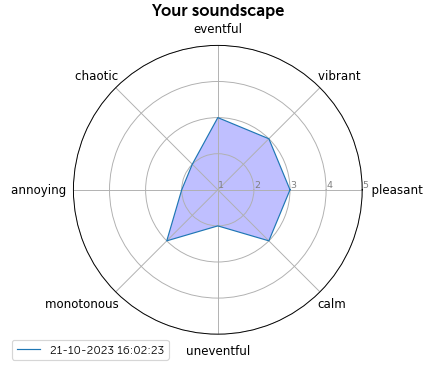 Your soundscape
eventful
chaotic
vibrant
annoying
1 2 3 4 5
pleasant
monotonous
calm
uneventful
21-10-2023 16:02:23